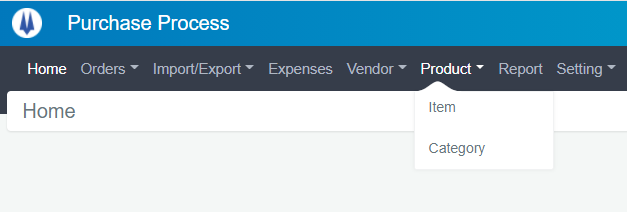 Purchase Process
Home Orders Import/Export Expenses Vendor Product Report Setting
Home
Item
Category